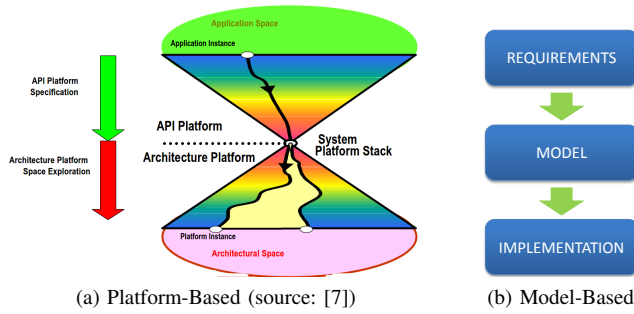 Application Space
Application Instance
API Platform
Specification
API Platform
Architecture Platform
System
Platform Stack
Architecture Platform
Space Exploration
Platform Instance
Architectural Space
(a) Platform-Based (source: [7])
REQUIREMENTS
MODEL
IMPLEMENTATION
(b) Model-Based